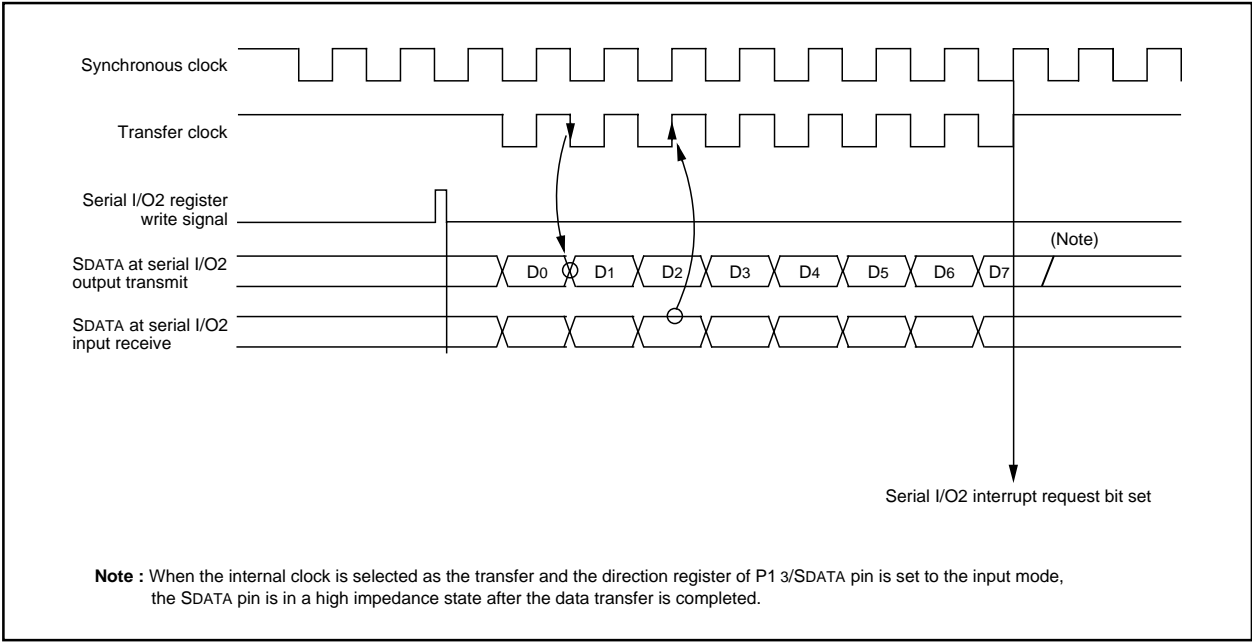 Synchronous clock
Transfer clock
Serial I/O2 register
write signal
(Note)
SDATA at serial I/O2
output transmit
D0 D1 D2 D3 D4 D5 D6 D7
SDATA at serial I/O2
input receive
Serial I/O2 interrupt request bit set
Note : When the internal clock is selected as the transfer and the direction register of P1 3/SDATA pin is set to the input mode,
the SDATA pin is in a high impedance state after the data transfer is completed.